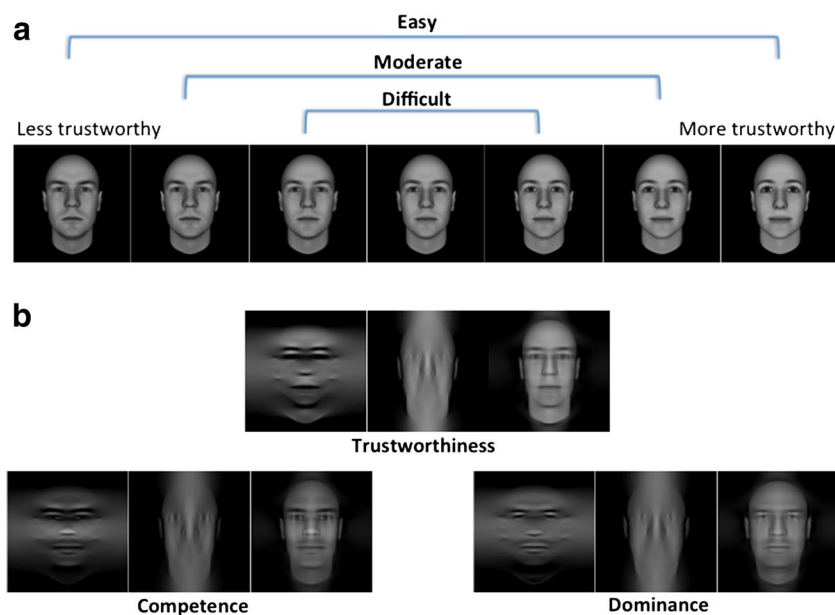 a
Easy
Moderate
Difficult
Less trustworthy
More trustworthy
b
Trustworthiness
Competence
Dominance